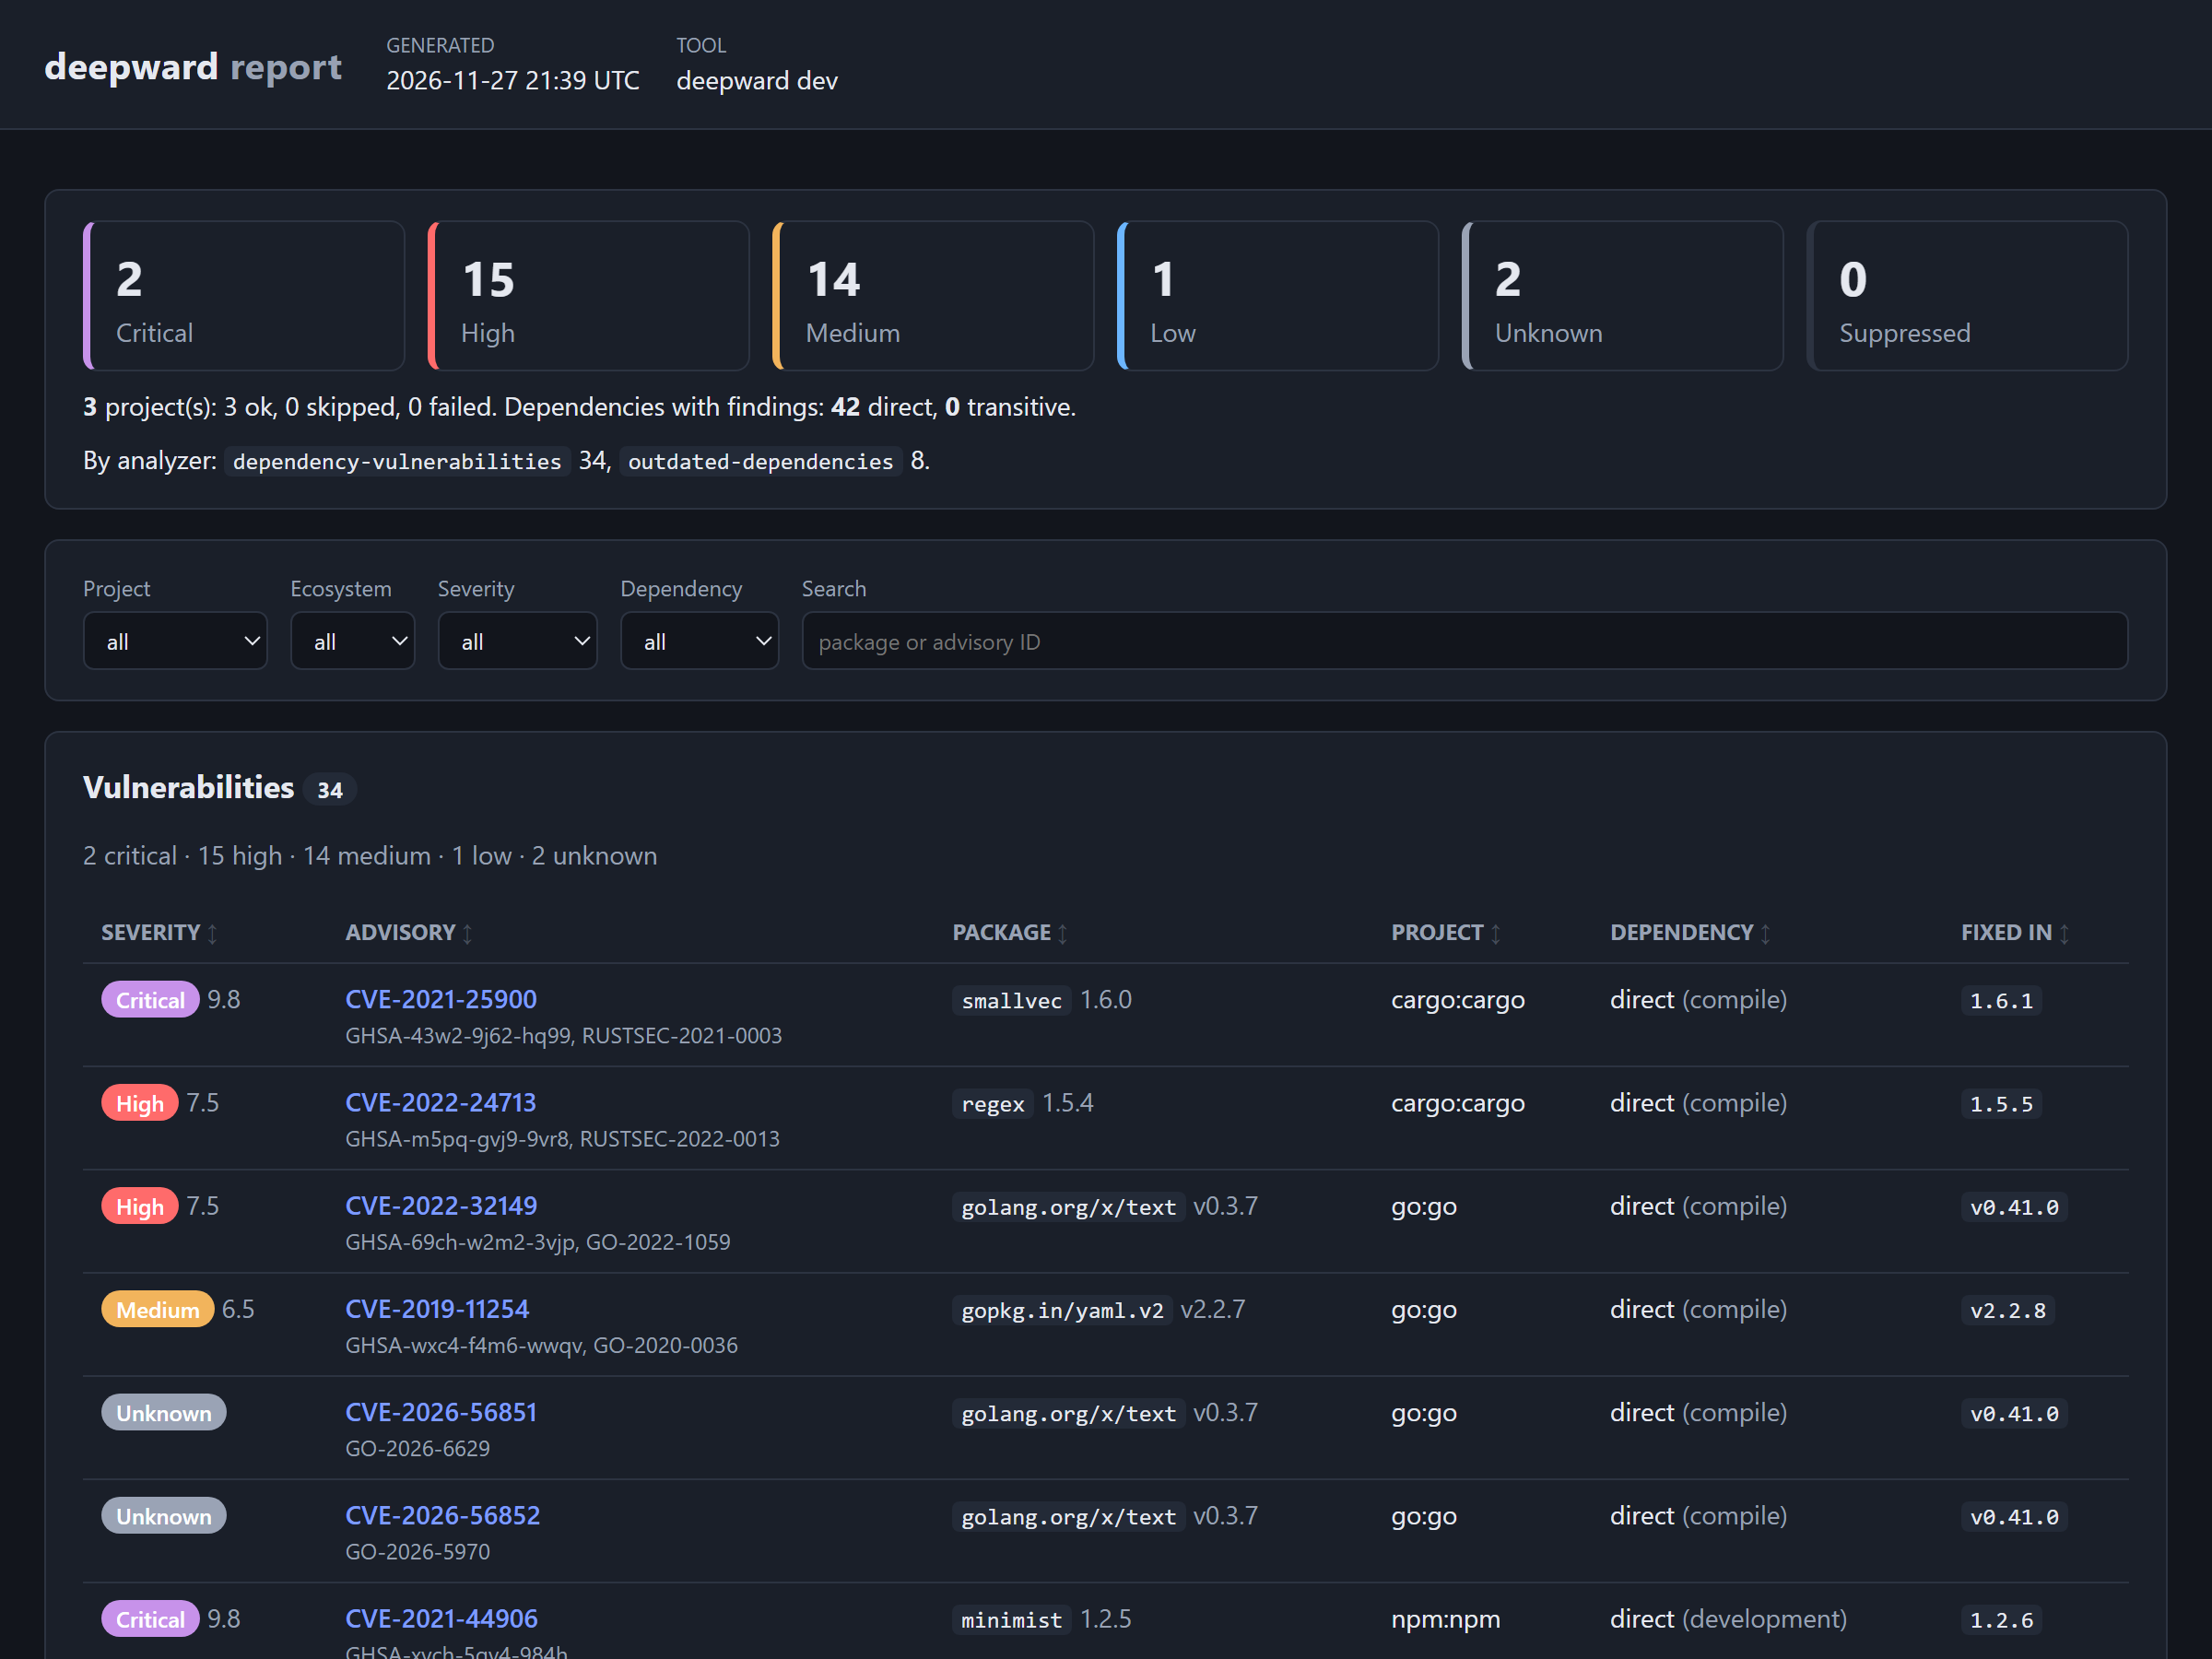 deepward report
GENERATED
2026-11-27 21:39 UTC
TOOL
deepward dev
2
Critical
15
High
14
Medium
1
Low
2
Unknown
0
Suppressed
3 project(s): 3 ok, 0 skipped, 0 failed. Dependencies with findings: 42 direct, 0 transitive.
By analyzer: dependency-vulnerabilities 34, outdated-dependencies 8.
Project
all
Ecosystem
all
Severity
all
Dependency
all
Search
package or advisory ID
Vulnerabilities 34
2 critical · 15 high · 14 medium · 1 low · 2 unknown
SEVERITY ↕ ADVISORY ↕ PACKAGE ↕ PROJECT ↕ DEPENDENCY ↕ FIXED IN ↕
Critical 9.8 CVE-2021-25900 smallvec 1.6.0 cargo:cargo direct (compile) 1.6.1
GHSA-43w2-9j62-hq99, RUSTSEC-2021-0003
High 7.5 CVE-2022-24713 regex 1.5.4 cargo:cargo direct (compile) 1.5.5
GHSA-m5pq-gvj9-9vr8, RUSTSEC-2022-0013
High 7.5 CVE-2022-32149 golang.org/x/text v0.3.7 go:go direct (compile) v0.41.0
GHSA-69ch-w2m2-3vjp, GO-2022-1059
Medium 6.5 CVE-2019-11254 gopkg.in/yaml.v2 v2.2.7 go:go direct (compile) v2.2.8
GHSA-wxc4-f4m6-wwqv, GO-2020-0036
Unknown CVE-2026-56851 golang.org/x/text v0.3.7 go:go direct (compile) v0.41.0
GO-2026-6629
Unknown CVE-2026-56852 golang.org/x/text v0.3.7 go:go direct (compile) v0.41.0
GO-2026-5970
Critical 9.8 CVE-2021-44906 minimist 1.2.5 npm:npm direct (development) 1.2.6
GHSA-xvch-5gv4-984h